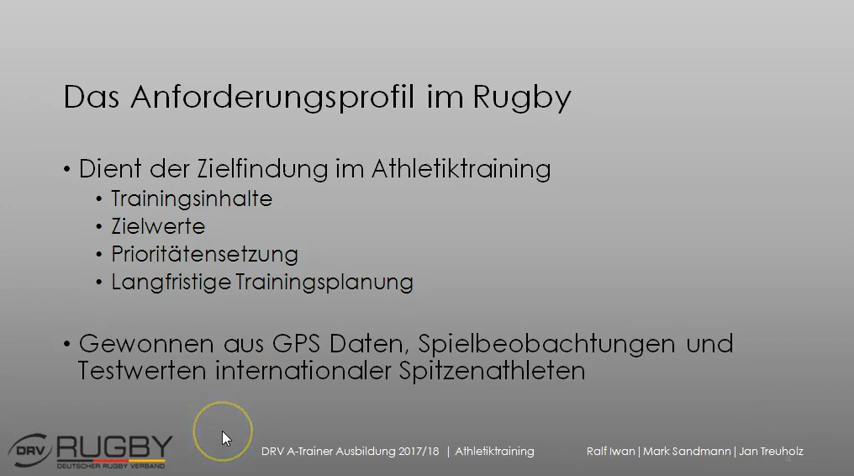 Das Anforderungsprofil im Rugby
• Dient der Zielfindung im Athletiktraining
• Trainingsinhalte
• Zielwerte
• Prioritätensetzung
• Langfristige Trainingsplanung
• Gewonnen aus GPS Daten, Spielbeobachtungen und
Testwerten internationaler Spitzenathleten
DRV RUGBY
DEUTSCHER RUGBY VERBAND
DRV A-Trainer Ausbildung 2017/18 | Athletiktraining
Ralf Iwan|Mark Sandmann|Jan Treuholz